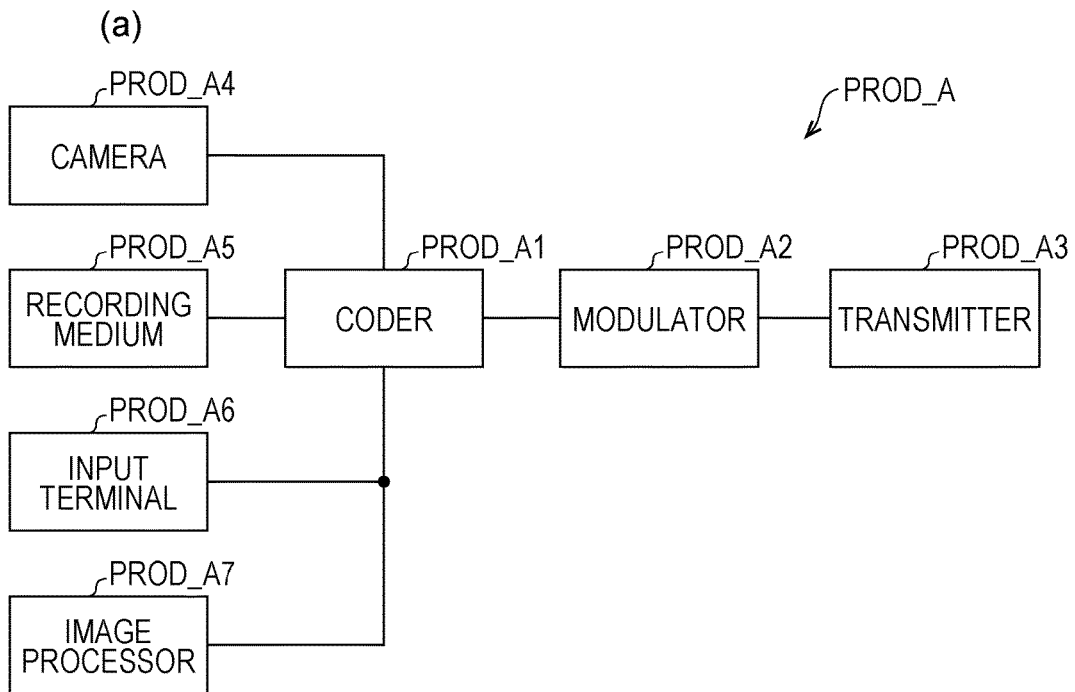 (a)
PROD_A4
CAMERA
PROD_A
PROD_A5
RECORDING
MEDIUM
PROD_A1
CODER
PROD_A2
MODULATOR
PROD_A3
TRANSMITTER
PROD_A6
INPUT
TERMINAL
PROD_A7
IMAGE
PROCESSOR